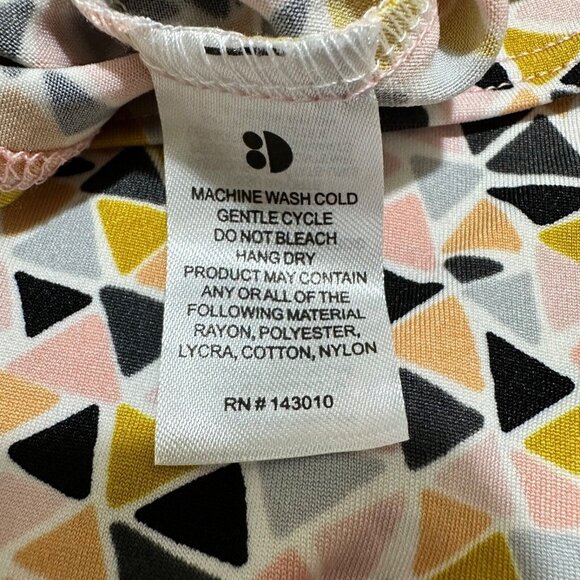 MACHINE WASH COLD
GENTLE CYCLE
DO NOT BLEACH
HANG DRY
PRODUCT MAY CONTAIN
ANY OR ALL OF THE
FOLLOWING MATERIAL
RAYON, POLYESTER,
LYCRA, COTTON, NYLON
RN # 143010